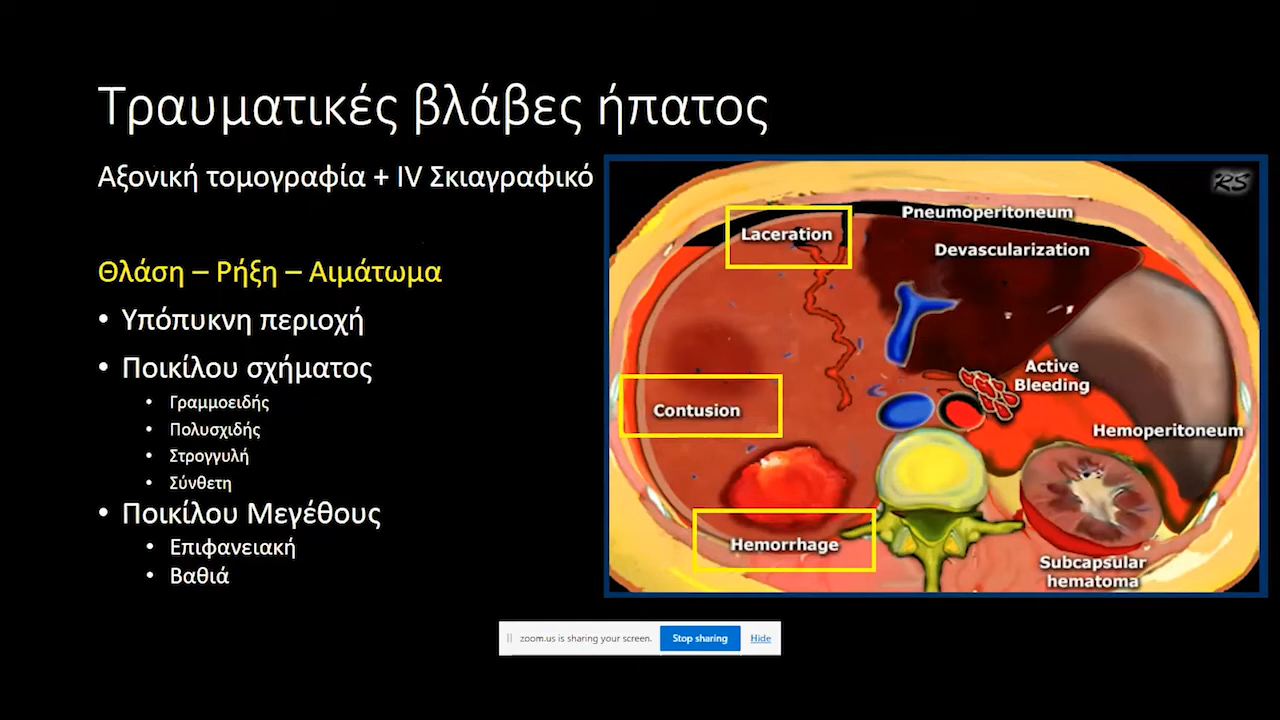 Τραυματικές βλάβες ήπατος
Αξονική τομογραφία + IV Σκιαγραφικό
Θλάση – Ρήξη – Αιμάτωμα
• Υπόπυκνη περιοχή
• Ποικίλου σχήματος
• Γραμμοειδής
• Πολυσχιδής
• Στρογγυλή
• Σύνθετη
• Ποικίλου Μεγέθους
• Επιφανειακή
• Βαθιά
RS
Pneumoperitoneum
Laceration
Devascularization
Active
Bleeding
Contusion
Hemoperitoneum
Hemorrhage
Subcapsular
hematoma
zoom.us is sharing your screen.
Stop sharing
Hide